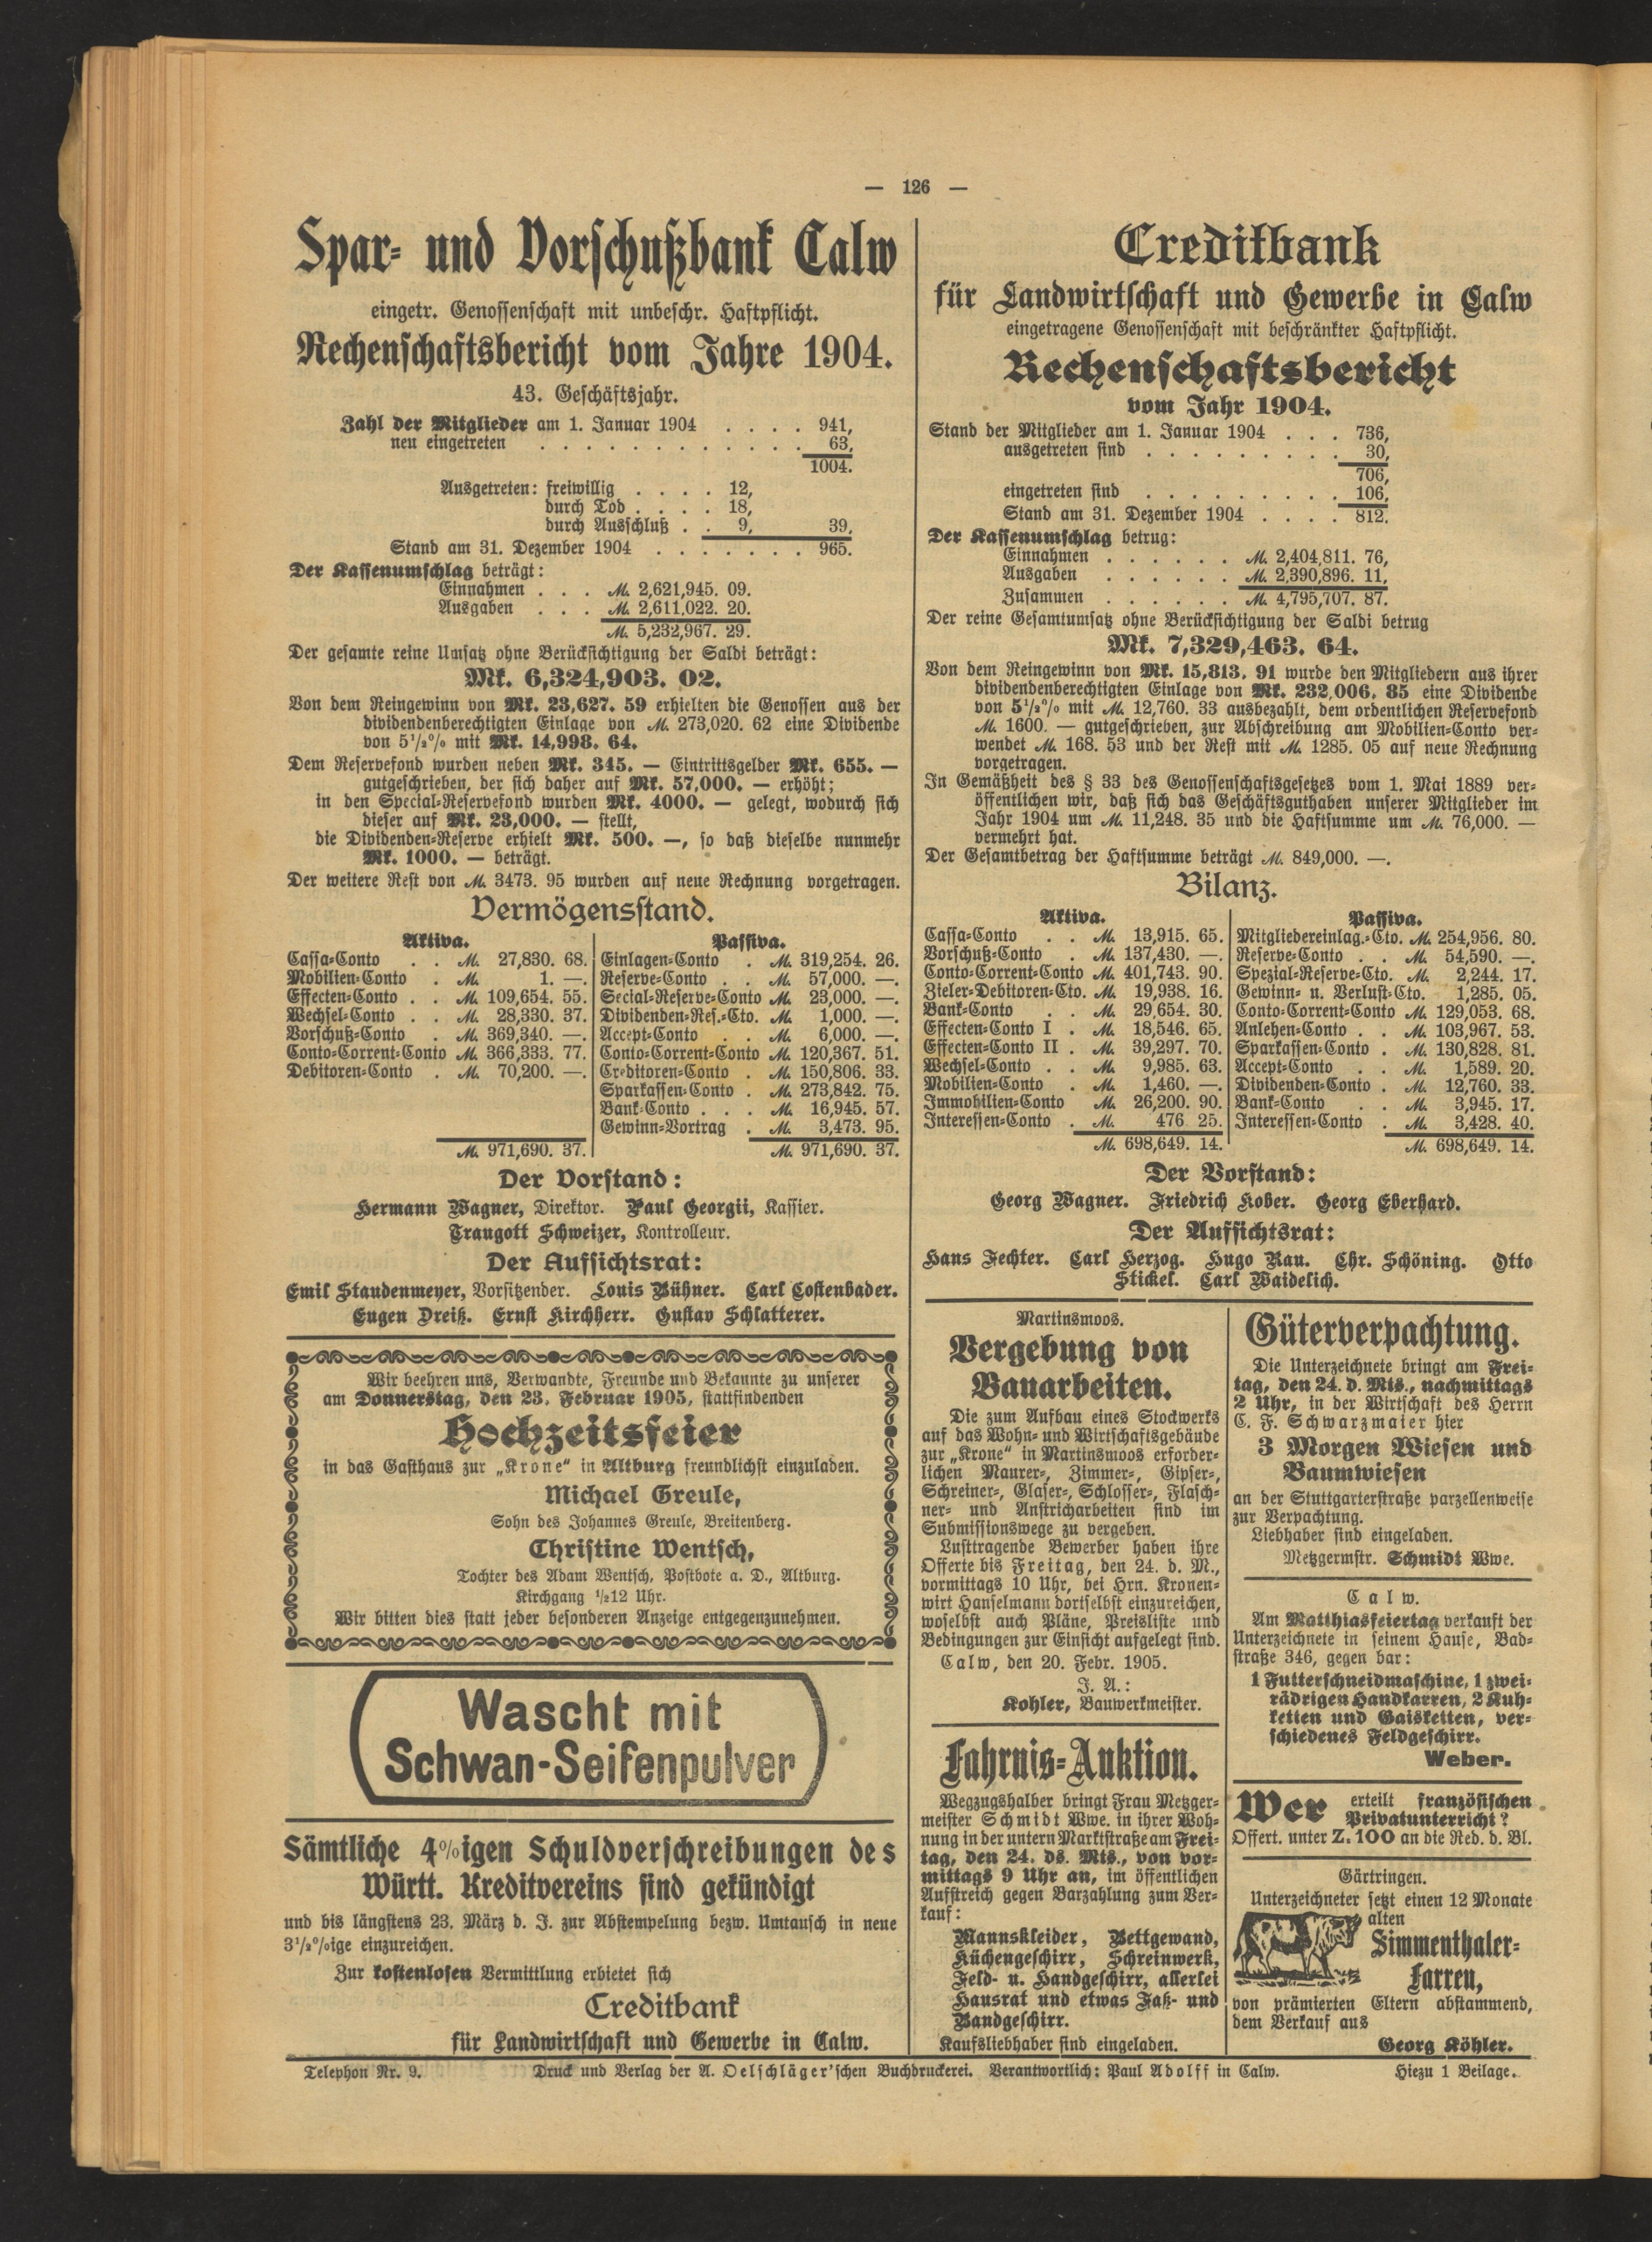 — 126 —
Spar- und Vorschußbank Calw
eingetr. Genossenschaft mit unbeschr. Haftpflicht.
Rechenschaftsbericht vom Jahre 1904.
43. Geschäftsjahr.
Zahl der Mitglieder am 1. Januar 1904 . . . . 941,
neu eingetreten . . . . . . . . . . . . 63,
1004.
Ausgetreten: freiwillig . . . . 12,
durch Tod . . . . 18,
durch Ausschluß . . 9, 39,
Stand am 31. Dezember 1904 . . . . . . . 965.
Der Kassenumschlag beträgt:
Einnahmen . . . M. 2,621,945. 09.
Ausgaben . . . M. 2,611,022. 20.
M. 5,232,967. 29.
Der gesamte reine Umsatz ohne Berücksichtigung der Saldi beträgt:
Mk. 6,324,903. 02.
Von dem Reingewinn von Mk. 23,627. 59 erhielten die Genossen aus der
dividendenberechtigten Einlage von M. 273,020. 62 eine Dividende
von 5½% mit Mk. 14,998. 64.
Dem Reservefond wurden neben Mk. 345. — Eintrittsgelder Mk. 655. —
gutgeschrieben, der sich daher auf Mk. 57,000. — erhöht;
in den Special-Reservefond wurden Mk. 4000. — gelegt, wodurch sich
dieser auf Mk. 23,000. — stellt,
die Dividenden-Reserve erhielt Mk. 500. —, so daß dieselbe nunmehr
Mk. 1000. — beträgt.
Der weitere Rest von M. 3473. 95 wurden auf neue Rechnung vorgetragen.
Vermögensstand.
Aktiva.
Cassa-Conto . . M. 27,830. 68.
Mobilien-Conto . M. 1. —.
Effecten-Conto . . M. 109,654. 55.
Wechsel-Conto . . M. 28,330. 37.
Vorschuß-Conto . M. 369,340. —.
Conto-Corrent-Conto M. 366,333. 77.
Debitoren-Conto . M. 70,200. —.
M. 971,690. 37.
Passiva.
Einlagen-Conto . M. 319,254. 26.
Reserve-Conto . . M. 57,000. —.
Secial-Reserve-Conto M. 23,000. —.
Dividenden-Res.-Cto. M. 1,000. —.
Accept-Conto . . M. 6,000. —.
Conto-Corrent-Conto M. 120,367. 51.
Creditoren-Conto . M. 150,806. 33.
Sparkassen-Conto . M. 273,842. 75.
Bank-Conto . . . M. 16,945. 57.
Gewinn-Vortrag . M. 3,473. 95.
M. 971,690. 37.
Der Vorstand:
Hermann Wagner, Direktor. Paul Georgii, Kassier.
Traugott Schweizer, Kontrolleur.
Der Aufsichtsrat:
Emil Staudenmeyer, Vorsitzender. Louis Bühner. Carl Costenbader.
Eugen Dreiß. Ernst Kirchherr. Gustav Schlatterer.
Wir beehren uns, Verwandte, Freunde und Bekannte zu unserer
am Donnerstag, den 23. Februar 1905, stattfindenden
Hochzeitsfeier
in das Gasthaus zur „Krone“ in Altburg freundlichst einzuladen.
Michael Greule,
Sohn des Johannes Greule, Breitenberg.
Christine Wentsch,
Tochter des Adam Wentsch, Postbote a. D., Altburg.
Kirchgang ½12 Uhr.
Wir bitten dies statt jeder besonderen Anzeige entgegenzunehmen.
Wascht mit
Schwan-Seifenpulver
Sämtliche 4%igen Schuldverschreibungen des
Württ. Kreditvereins sind gekündigt
und bis längstens 23. März d. J. zur Abstempelung bezw. Umtausch in neue
3½%ige einzureichen.
Zur kostenlosen Vermittlung erbietet sich
Creditbank
für Landwirtschaft und Gewerbe in Calw.
Creditbank
für Landwirtschaft und Gewerbe in Calw
eingetragene Genossenschaft mit beschränkter Haftpflicht.
Rechenschaftsbericht
vom Jahr 1904.
Stand der Mitglieder am 1. Januar 1904 . . . 736,
ausgetreten sind . . . . . . . . . 30,
706,
eingetreten sind . . . . . . . . . 106,
Stand am 31. Dezember 1904 . . . . 812.
Der Kassenumschlag betrug:
Einnahmen . . . . . . M. 2,404,811. 76,
Ausgaben . . . . . . M. 2,390,896. 11,
Zusammen . . . . . . M. 4,795,707. 87.
Der reine Gesamtumsatz ohne Berücksichtigung der Saldi betrug
Mk. 7,329,463. 64.
Von dem Reingewinn von Mk. 15,813. 91 wurde den Mitgliedern aus ihrer
dividendenberechtigten Einlage von Mk. 232,006. 85 eine Dividende
von 5½% mit M. 12,760. 33 ausbezahlt, dem ordentlichen Reservefond
M. 1600. — gutgeschrieben, zur Abschreibung am Mobilien-Conto ver-
wendet M. 168. 53 und der Rest mit M. 1285. 05 auf neue Rechnung
vorgetragen.
In Gemäßheit des § 33 des Genossenschaftsgesetzes vom 1. Mai 1889 ver-
öffentlichen wir, daß sich das Geschäftsguthaben unserer Mitglieder im
Jahr 1904 um M. 11,248. 35 und die Haftsumme um M. 76,000. —
vermehrt hat.
Der Gesamtbetrag der Haftsumme beträgt M. 849,000. —.
Bilanz.
Aktiva.
Cassa-Conto . . M. 13,915. 65.
Vorschuß-Conto . M. 137,430. —.
Conto-Corrent-Conto M. 401,743. 90.
Zieler-Debitoren-Cto. M. 19,938. 16.
Bank-Conto . . M. 29,654. 30.
Effecten-Conto I . M. 18,546. 65.
Effecten-Conto II . M. 39,297. 70.
Wechsel-Conto . . M. 9,985. 63.
Mobilien-Conto . M. 1,460. —.
Immobilien-Conto M. 26,200. 90.
Interessen-Conto . M. 476 25.
M. 698,649. 14.
Passiva.
Mitgliedereinlag.-Cto. M. 254,956. 80.
Reserve-Conto . . M. 54,590. —.
Spezial-Reserve-Cto. M. 2,244. 17.
Gewinn- u. Verlust-Cto. 1,285. 05.
Conto-Corrent-Conto M. 129,053. 68.
Anlehen-Conto . . M. 103,967. 53.
Sparkassen-Conto . M. 130,828. 81.
Accept-Conto . . M. 1,589. 20.
Dividenden-Conto . M. 12,760. 33.
Bank-Conto . . M. 3,945. 17.
Interessen-Conto . M. 3,428. 40.
M. 698,649. 14.
Der Vorstand:
Georg Wagner. Friedrich Kober. Georg Eberhard.
Der Aufsichtsrat:
Hans Fechter. Carl Herzog. Hugo Rau. Chr. Schöning. Otto
Stickel. Carl Waidelich.
Martinsmoos.
Vergebung von
Bauarbeiten.
Die zum Aufbau eines Stockwerks
auf das Wohn- und Wirtschaftsgebäude
zur „Krone“ in Martinsmoos erforder-
lichen Maurer-, Zimmer-, Gipser-,
Schreiner-, Glaser-, Schlosser-, Flasch-
ner- und Anstricharbeiten sind im
Submissionswege zu vergeben.
Lusttragende Bewerber haben ihre
Offerte bis Freitag, den 24. d. M.,
vormittags 10 Uhr, bei Hrn. Kronen-
wirt Hanselmann dortselbst einzureichen,
woselbst auch Pläne, Preisliste und
Bedingungen zur Einsicht aufgelegt sind.
Calw, den 20. Febr. 1905.
J. A.:
Kohler, Bauwerkmeister.
Fahrnis-Auktion.
Wegzugshalber bringt Frau Metzger-
meister Schmidt Wwe. in ihrer Woh-
nung in der untern Marktstraße am Frei-
tag, den 24. ds. Mts., von vor-
mittags 9 Uhr an, im öffentlichen
Aufstreich gegen Barzahlung zum Ver-
kauf:
Mannskleider, Bettgewand,
Küchengeschirr, Schreinwerk,
Feld- u. Handgeschirr, allerlei
Hausrat und etwas Faß- und
Bandgeschirr.
Kaufsliebhaber sind eingeladen.
Güterverpachtung.
Die Unterzeichnete bringt am Frei-
tag, den 24. d. Mts., nachmittags
2 Uhr, in der Wirtschaft des Herrn
C. F. Schwarzmaier hier
3 Morgen Wiesen und
Baumwiesen
an der Stuttgarterstraße parzellenweise
zur Verpachtung.
Liebhaber sind eingeladen.
Metzgermstr. Schmidt Wwe.
Calw.
Am Matthiasfeiertag verkauft der
Unterzeichnete in seinem Hause, Bad-
straße 346, gegen bar:
1 Futterschneidmaschine, 1 zwei-
rädrigen Handkarren, 2 Kuh-
ketten und Gaisketten, ver-
schiedenes Feldgeschirr.
Weber.
Wer erteilt französischen
Privatunterricht?
Offert. unter Z. 100 an die Red. d. Bl.
Gärtringen.
Unterzeichneter setzt einen 12 Monate
alten
Simmenthaler-
Farren,
von prämierten Eltern abstammend,
dem Verkauf aus
Georg Köhler.
Telephon Nr. 9. Druck und Verlag der A. Oelschläger'schen Buchdruckerei. Verantwortlich: Paul Adolff in Calw. Hiezu 1 Beilage.